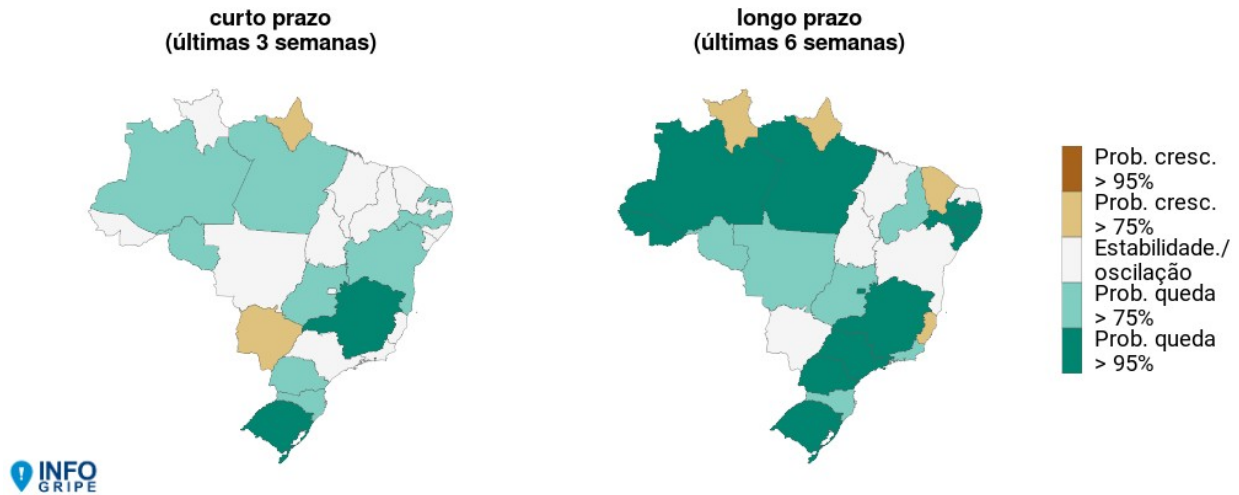 curto prazo
(últimas 3 semanas)
longo prazo
(últimas 6 semanas)
Prob. cresc.
> 95%
Prob. cresc.
> 75%
Estabilidade./
oscilação
Prob. queda
> 75%
Prob. queda
> 95%
INFO
GRIPE